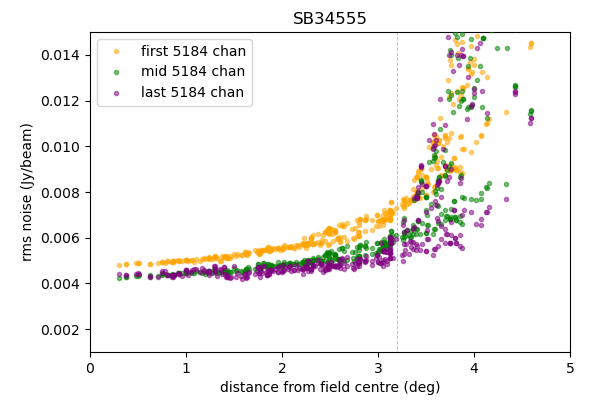 SB34555
first 5184 chan
mid 5184 chan
last 5184 chan
rms noise (Jy/beam)
0.014
0.012
0.010
0.008
0.006
0.004
0.002
0 1 2 3 4 5
distance from field centre (deg)